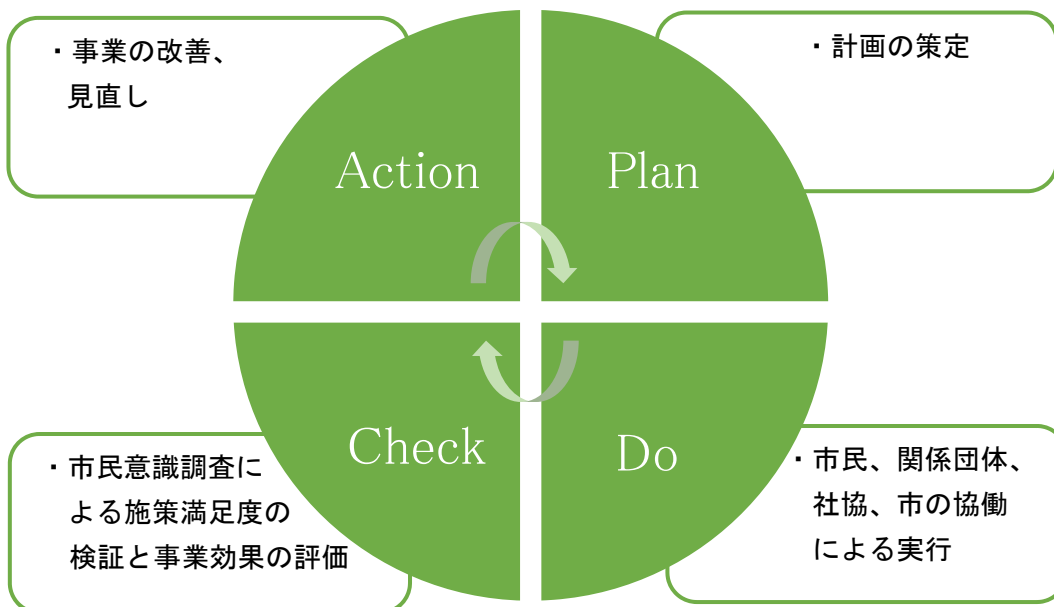 ・事業の改善、
見直し
・計画の策定
Action
Plan
Check
Do
・市民意識調査に
よる施策満足度の
検証と事業効果の評価
・市民、関係団体、
社協、市の協働
による実行